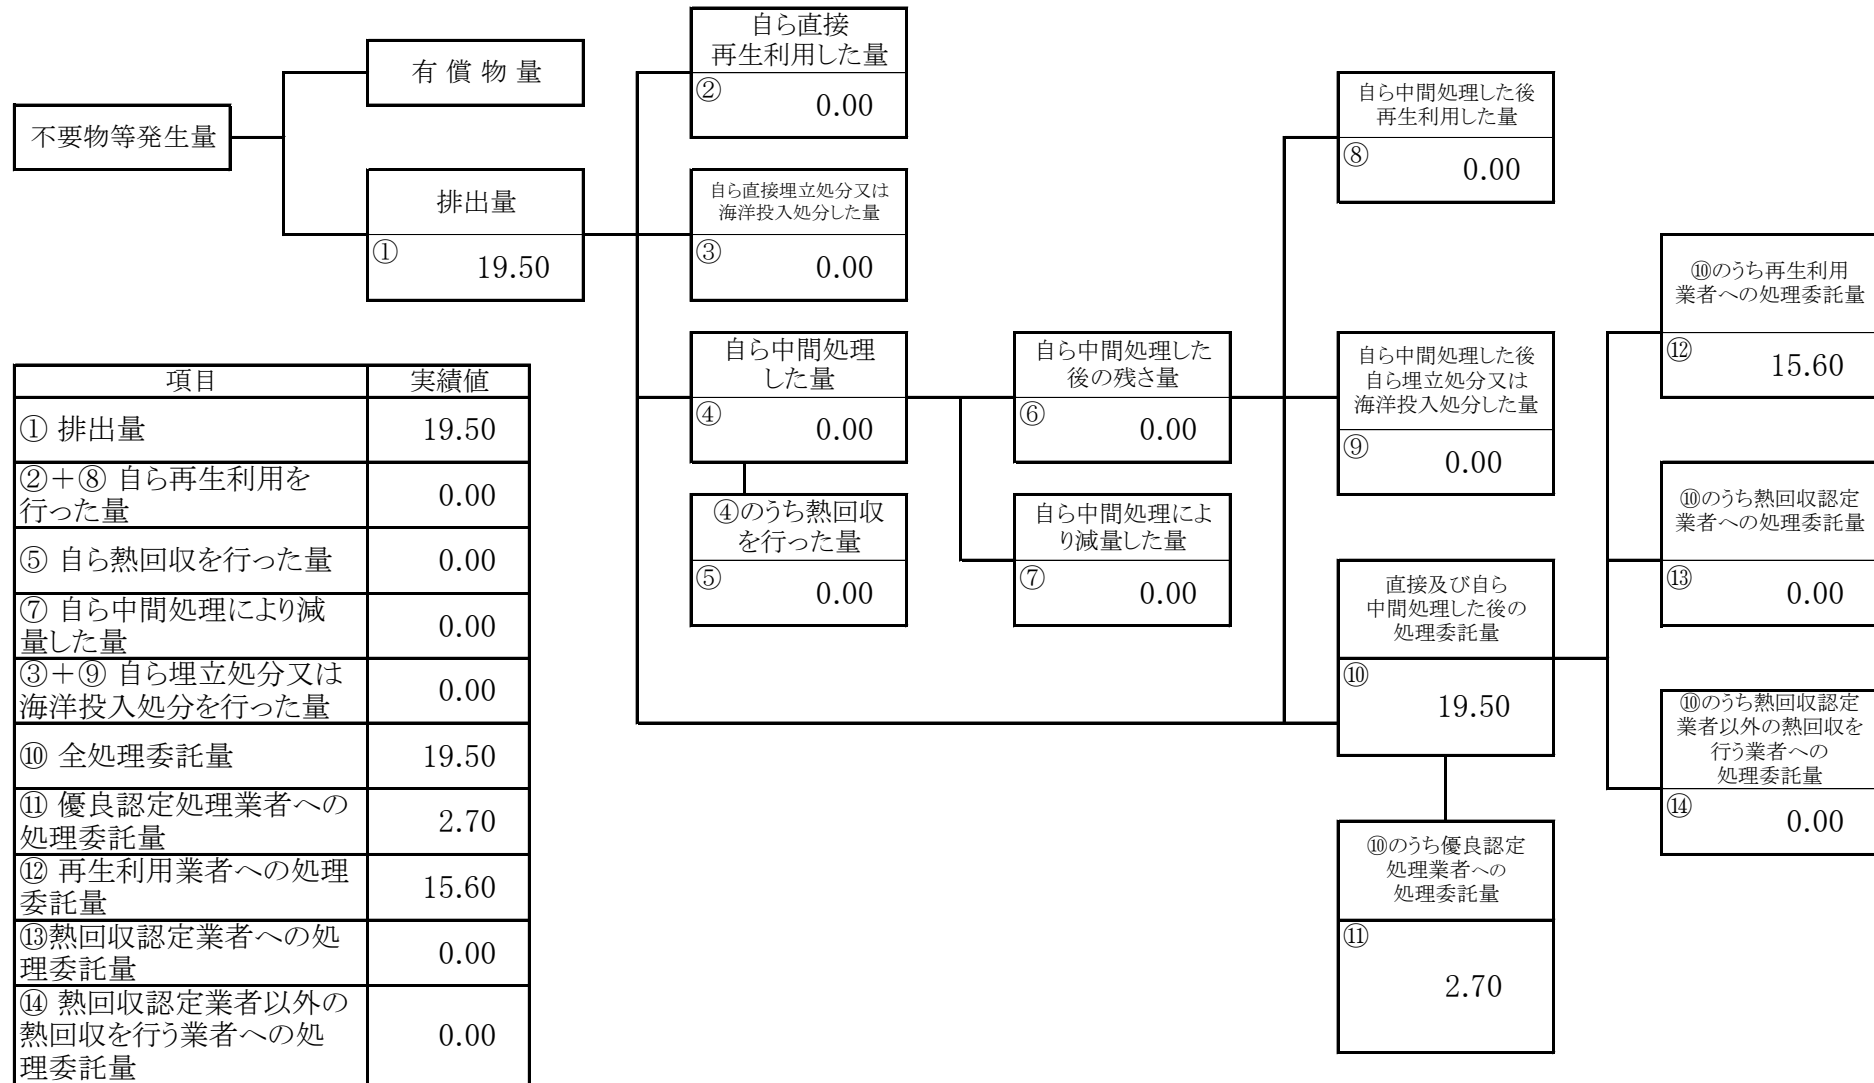 不要物等発生量
有償物量
排出量
①
19.50
自ら直接
再生利用した量
②
0.00
自ら直接埋立処分又は
海洋投入処分した量
③
0.00
自ら中間処理
した量
④
0.00
④のうち熱回収
を行った量
⑤
0.00
自ら中間処理した
後の残さ量
⑥
0.00
自ら中間処理によ
り減量した量
⑦
0.00
自ら中間処理した後
再生利用した量
⑧
0.00
自ら中間処理した後
自ら埋立処分又は
海洋投入処分した量
⑨
0.00
直接及び自ら
中間処理した後の
処理委託量
⑩
19.50
⑩のうち優良認定
処理業者への
処理委託量
⑪
2.70
⑩のうち再生利用
業者への処理委託量
⑫
15.60
⑩のうち熱回収認定
業者への処理委託量
⑬
0.00
⑩のうち熱回収認定
業者以外の熱回収を
行う業者への
処理委託量
⑭
0.00
項目 実績値
① 排出量 19.50
②+⑧ 自ら再生利用を
行った量 0.00
⑤ 自ら熱回収を行った量 0.00
⑦ 自ら中間処理により減
量した量 0.00
③+⑨ 自ら埋立処分又は
海洋投入処分を行った量 0.00
⑩ 全処理委託量 19.50
⑪ 優良認定処理業者への
処理委託量 2.70
⑫ 再生利用業者への処理
委託量 15.60
⑬熱回収認定業者への処
理委託量 0.00
⑭ 熱回収認定業者以外の
熱回収を行う業者への処
理委託量 0.00